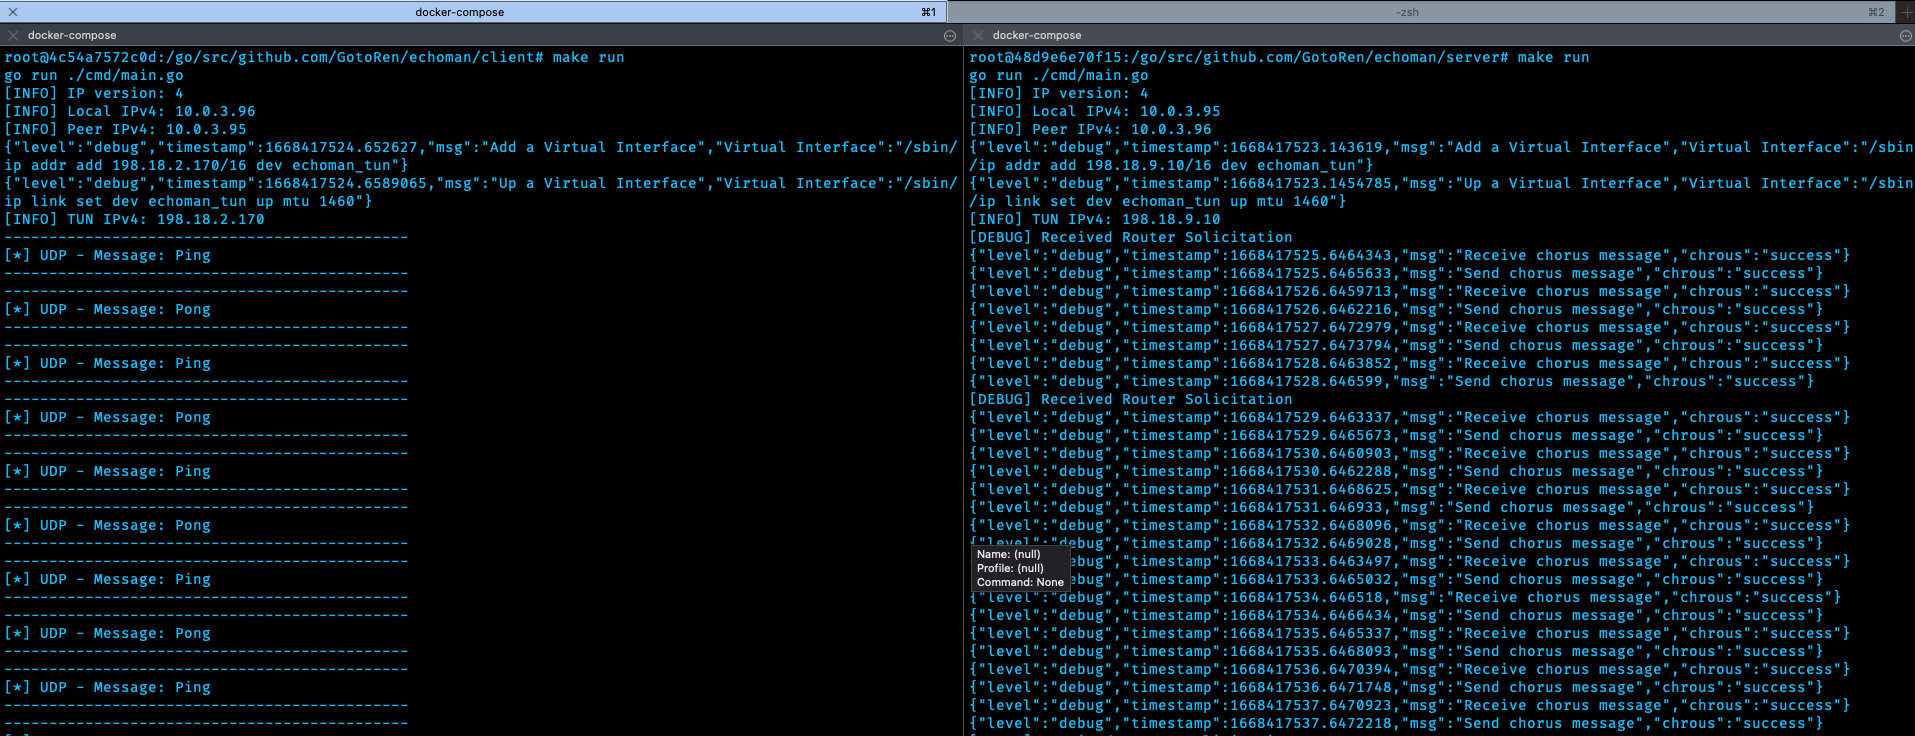 docker-compose ⌘1
-zsh ⌘2
docker-compose
root@4c54a7572c0d:/go/src/github.com/GotoRen/echoman/client# make run
go run ./cmd/main.go
[INFO] IP version: 4
[INFO] Local IPv4: 10.0.3.96
[INFO] Peer IPv4: 10.0.3.95
{"level":"debug","timestamp":1668417524.652627,"msg":"Add a Virtual Interface","Virtual Interface":"/sbin/
ip addr add 198.18.2.170/16 dev echoman_tun"}
{"level":"debug","timestamp":1668417524.6589065,"msg":"Up a Virtual Interface","Virtual Interface":"/sbin/
ip link set dev echoman_tun up mtu 1460"}
[INFO] TUN IPv4: 198.18.2.170
---------------------------------------------
[*] UDP - Message: Ping
---------------------------------------------
---------------------------------------------
[*] UDP - Message: Pong
---------------------------------------------
---------------------------------------------
[*] UDP - Message: Ping
---------------------------------------------
---------------------------------------------
[*] UDP - Message: Pong
---------------------------------------------
---------------------------------------------
[*] UDP - Message: Ping
---------------------------------------------
---------------------------------------------
[*] UDP - Message: Pong
---------------------------------------------
---------------------------------------------
[*] UDP - Message: Ping
---------------------------------------------
---------------------------------------------
[*] UDP - Message: Pong
---------------------------------------------
---------------------------------------------
[*] UDP - Message: Ping
---------------------------------------------
---------------------------------------------
docker-compose
root@48d9e6e70f15:/go/src/github.com/GotoRen/echoman/server# make run
go run ./cmd/main.go
[INFO] IP version: 4
[INFO] Local IPv4: 10.0.3.95
[INFO] Peer IPv4: 10.0.3.96
{"level":"debug","timestamp":1668417523.143619,"msg":"Add a Virtual Interface","Virtual Interface":"/sbin
/ip addr add 198.18.9.10/16 dev echoman_tun"}
{"level":"debug","timestamp":1668417523.1454785,"msg":"Up a Virtual Interface","Virtual Interface":"/sbin
/ip link set dev echoman_tun up mtu 1460"}
[INFO] TUN IPv4: 198.18.9.10
[DEBUG] Received Router Solicitation
{"level":"debug","timestamp":1668417525.6464343,"msg":"Receive chorus message","chrous":"success"}
{"level":"debug","timestamp":1668417525.6465633,"msg":"Send chorus message","chrous":"success"}
{"level":"debug","timestamp":1668417526.6459713,"msg":"Receive chorus message","chrous":"success"}
{"level":"debug","timestamp":1668417526.6462216,"msg":"Send chorus message","chrous":"success"}
{"level":"debug","timestamp":1668417527.6472979,"msg":"Receive chorus message","chrous":"success"}
{"level":"debug","timestamp":1668417527.6473794,"msg":"Send chorus message","chrous":"success"}
{"level":"debug","timestamp":1668417528.6463852,"msg":"Receive chorus message","chrous":"success"}
{"level":"debug","timestamp":1668417528.646599,"msg":"Send chorus message","chrous":"success"}
[DEBUG] Received Router Solicitation
{"level":"debug","timestamp":1668417529.6463337,"msg":"Receive chorus message","chrous":"success"}
{"level":"debug","timestamp":1668417529.6465673,"msg":"Send chorus message","chrous":"success"}
{"level":"debug","timestamp":1668417530.6460903,"msg":"Receive chorus message","chrous":"success"}
{"level":"debug","timestamp":1668417530.6462288,"msg":"Send chorus message","chrous":"success"}
{"level":"debug","timestamp":1668417531.6468625,"msg":"Receive chorus message","chrous":"success"}
{"level":"debug","timestamp":1668417531.646933,"msg":"Send chorus message","chrous":"success"}
{"level":"debug","timestamp":1668417532.6468096,"msg":"Receive chorus message","chrous":"success"}
{"level":"debug","timestamp":1668417532.6469028,"msg":"Send chorus message","chrous":"success"}
Name: (null)
Profile: (null)
Command: None
ebug","timestamp":1668417533.6463497,"msg":"Receive chorus message","chrous":"success"}
ebug","timestamp":1668417533.6465032,"msg":"Send chorus message","chrous":"success"}
{"level":"debug","timestamp":1668417534.646518,"msg":"Receive chorus message","chrous":"success"}
{"level":"debug","timestamp":1668417534.6466434,"msg":"Send chorus message","chrous":"success"}
{"level":"debug","timestamp":1668417535.6465337,"msg":"Receive chorus message","chrous":"success"}
{"level":"debug","timestamp":1668417535.6468093,"msg":"Send chorus message","chrous":"success"}
{"level":"debug","timestamp":1668417536.6470394,"msg":"Receive chorus message","chrous":"success"}
{"level":"debug","timestamp":1668417536.6471748,"msg":"Send chorus message","chrous":"success"}
{"level":"debug","timestamp":1668417537.6470923,"msg":"Receive chorus message","chrous":"success"}
{"level":"debug","timestamp":1668417537.6472218,"msg":"Send chorus message","chrous":"success"}